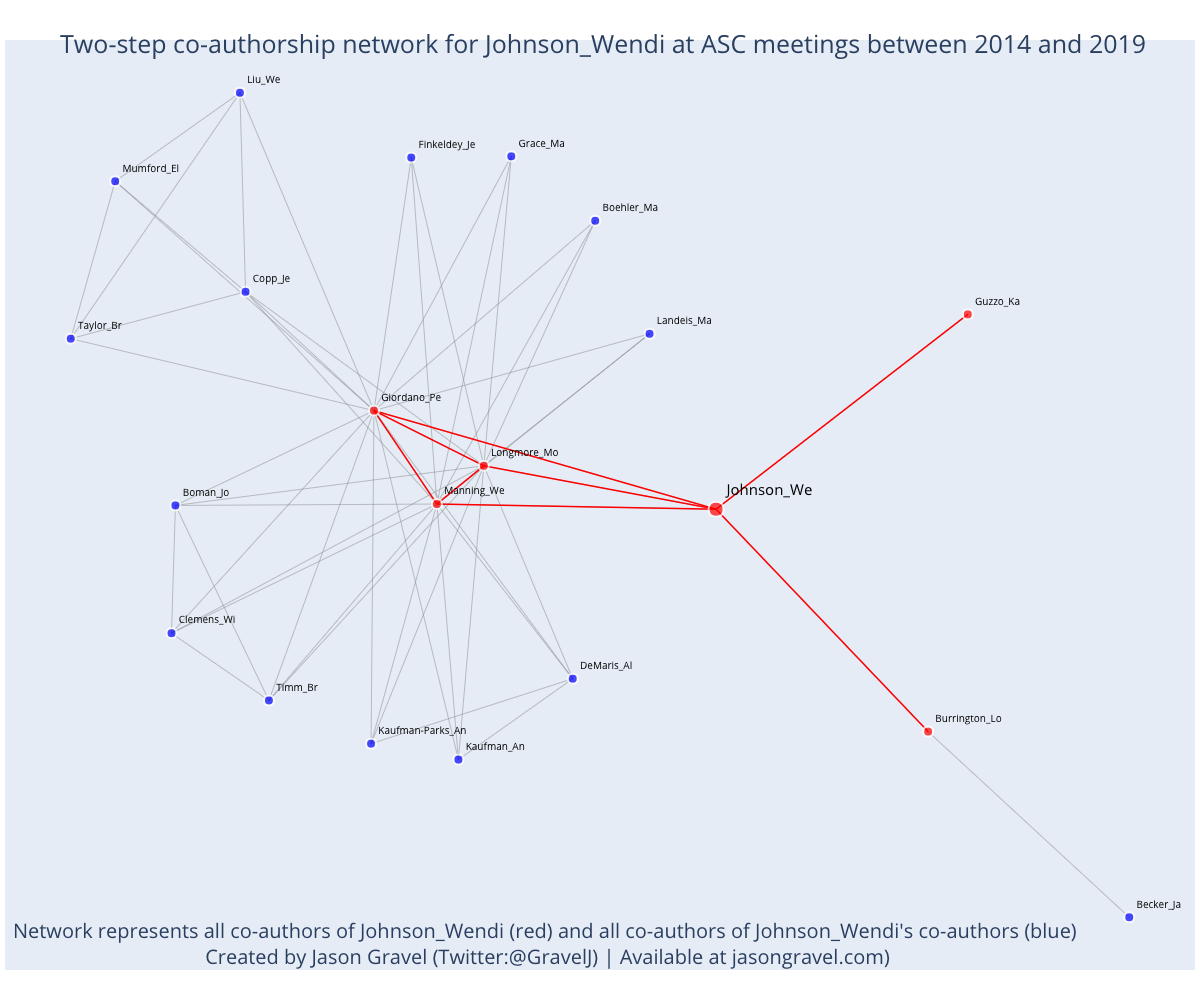 Two-step co-authorship network for Johnson_Wendi at ASC meetings between 2014 and 2019
Liu_We
Finkeldey_Je
Grace_Ma
Mumford_El
Boehler_Ma
Copp_Je
Guzzo_Ka
Landeis_Ma
Taylor_Br
Giordano_Pe
Longmore_Mo
Manning_We
Johnson_We
Boman_Jo
Clemens_Wi
DeMaris_Al
Timm_Br
Burrington_Lo
Kaufman-Parks_An
Kaufman_An
Becker_Ja
Network represents all co-authors of Johnson_Wendi (red) and all co-authors of Johnson_Wendi's co-authors (blue)
Created by Jason Gravel (Twitter:@GravelJ) | Available at jasongravel.com)